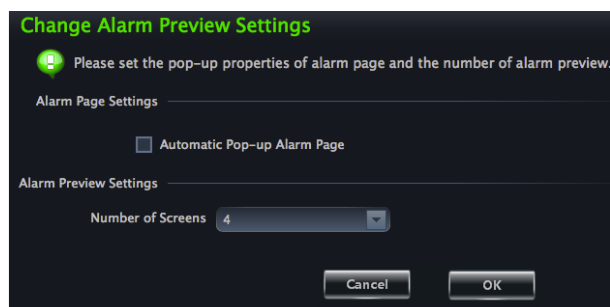 Change Alarm Preview Settings
Please set the pop-up properties of alarm page and the number of alarm preview.
Alarm Page Settings
Automatic Pop-up Alarm Page
Alarm Preview Settings
Number of Screens 4
Cancel OK